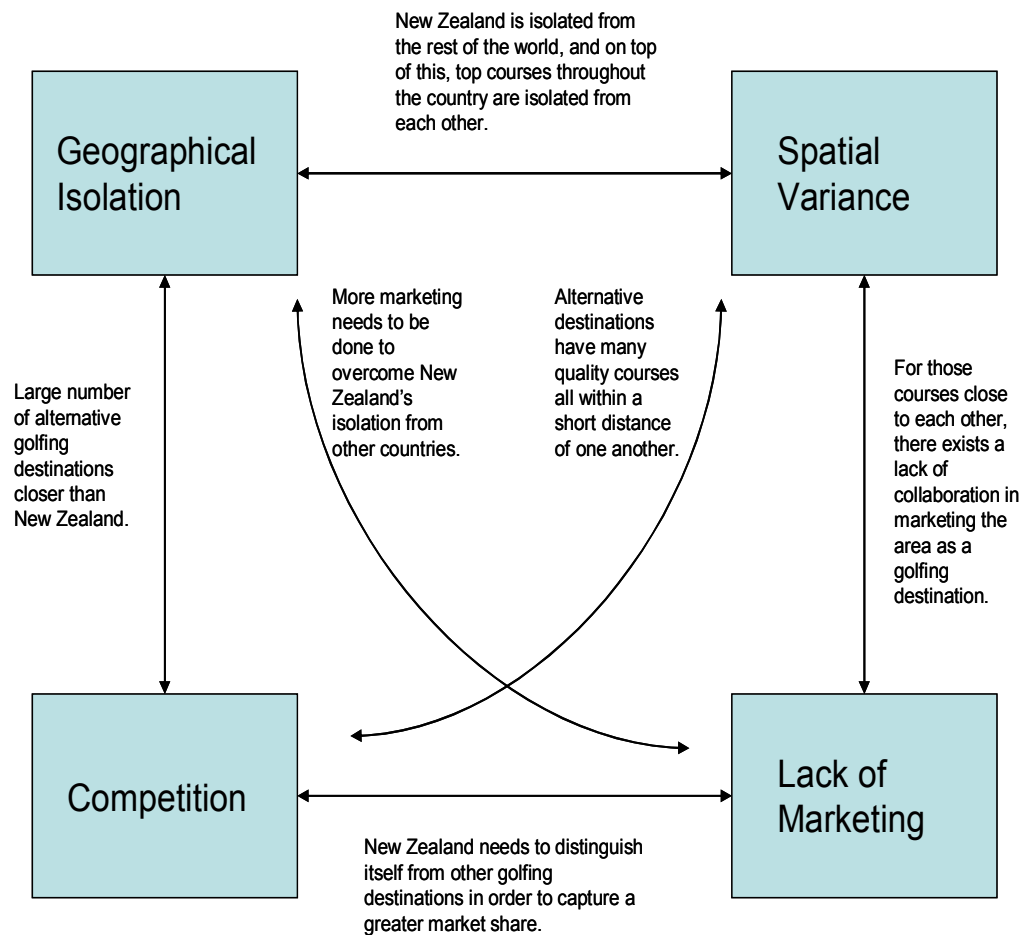 New Zealand is isolated from
the rest of the world, and on top
of this, top courses throughout
the country are isolated from
each other.
Geographical
Isolation
Spatial
Variance
More marketing
needs to be
done to
overcome New
Zealand's
isolation from
other countries.
Alternative
destinations
have many
quality courses
all within a
short distance
of one another.
Large number
of alternative
golfing
destinations
closer than
New Zealand.
For those
courses close
to each other,
there exists a
lack of
collaboration in
marketing the
area as a
golfing
destination.
Competition
Lack of
Marketing
New Zealand needs to distinguish
itself from other golfing
destinations in order to capture a
greater market share.